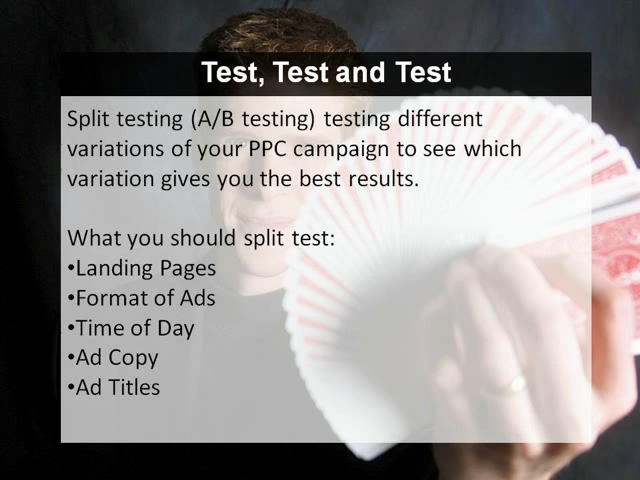 Test, Test and Test
Split testing (A/B testing) testing different
variations of your PPC campaign to see which
variation gives you the best results.
What you should split test:
•Landing Pages
•Format of Ads
•Time of Day
•Ad Copy
•Ad Titles